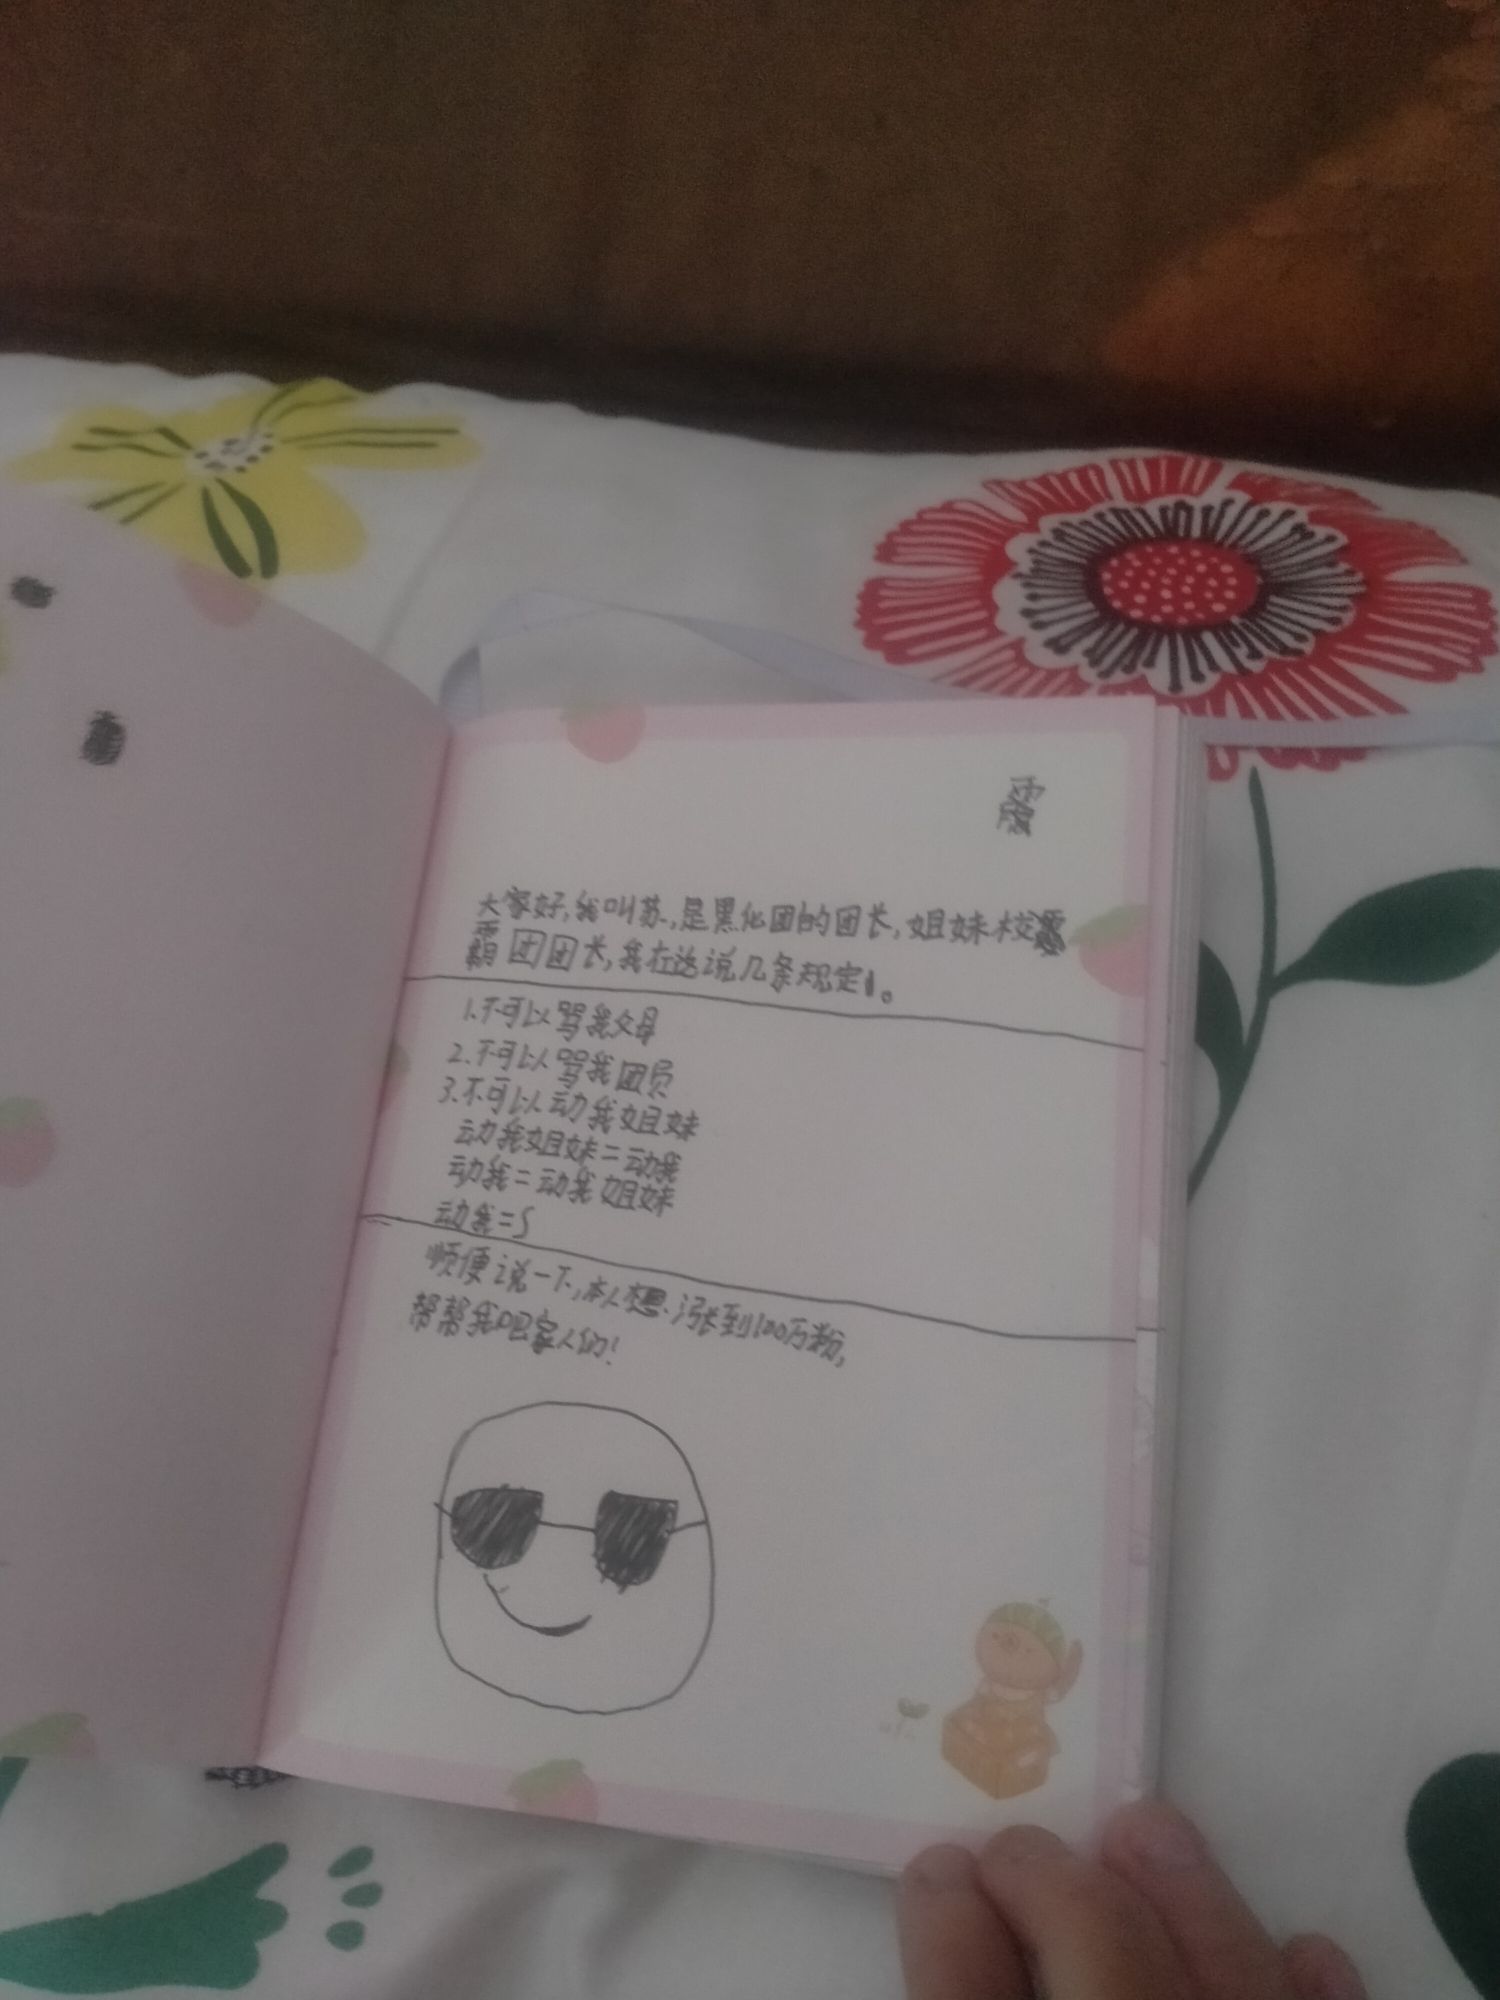 霞
大家好,我叫苏,是黑化团的团长,姐妹校
霸团团长,我在这说几条规定。
1.不可以骂我父母
2.不可以骂我团员
3.不可以动我姐妹
动我姐妹=动我
动我=动我姐妹
动我=S
顺便说一下,本人想涨到100万粉,
帮帮我吧家人们!